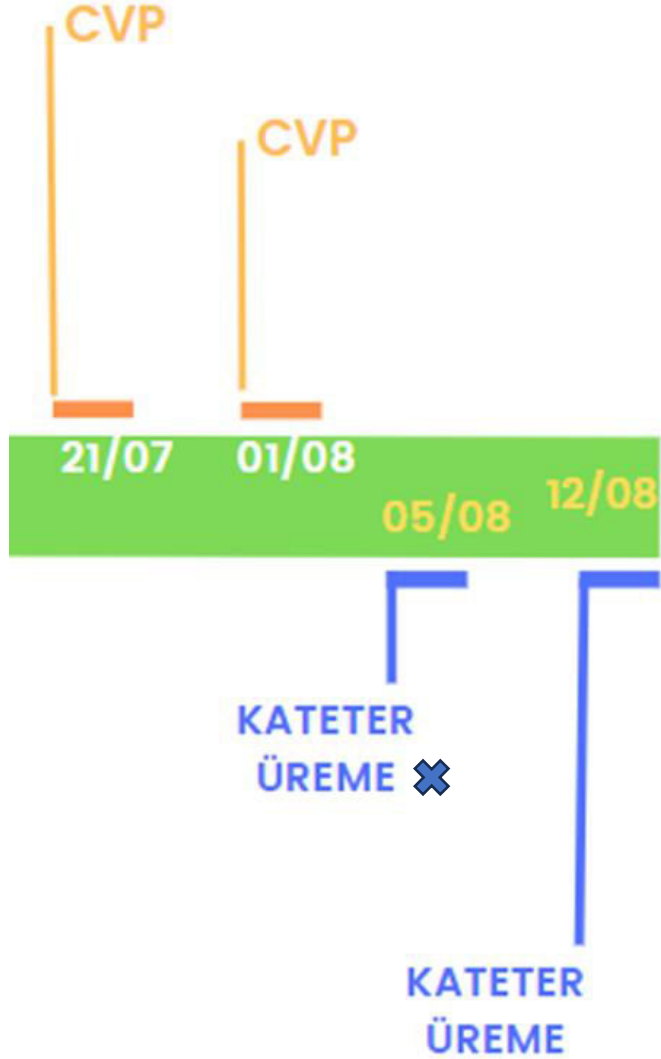 CVP
CVP
21/07
01/08
05/08
12/08
KATETER
ÜREME
KATETER
ÜREME